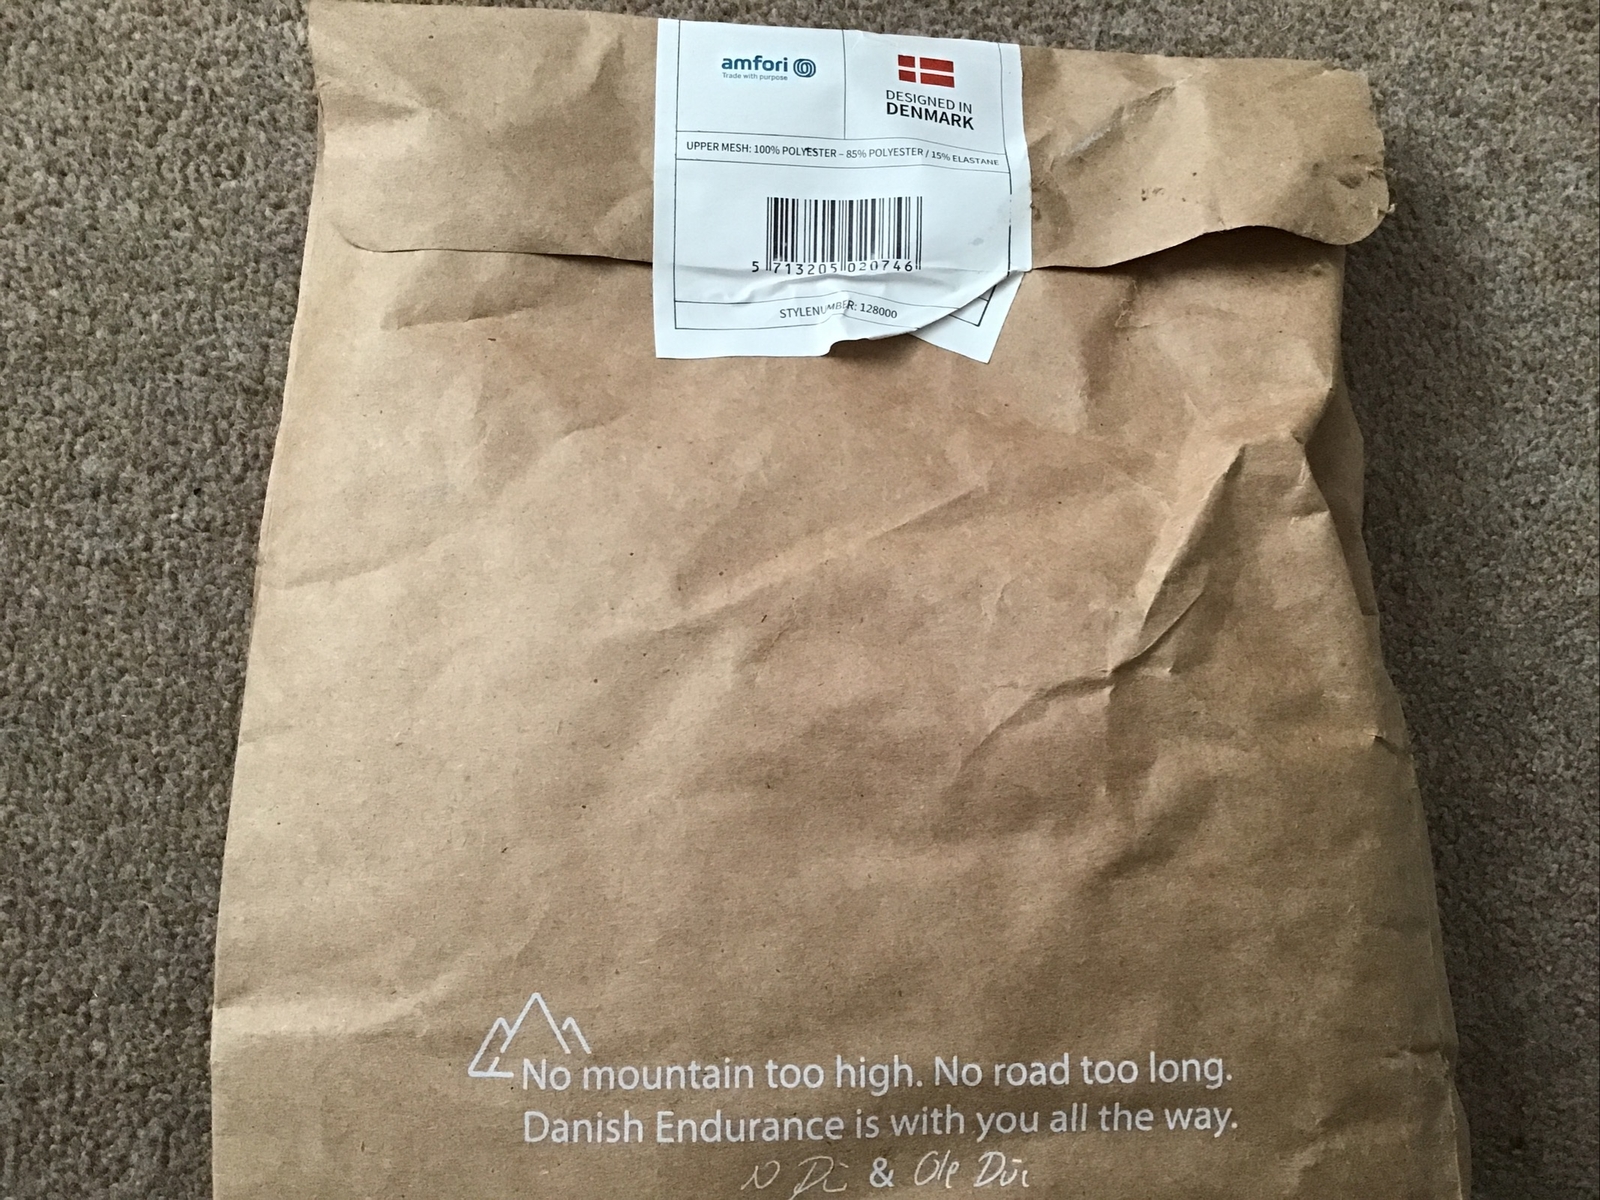 amfori
Trade with purpose
DESIGNED IN
DENMARK
UPPER MESH: 100% POLYESTER – 85% POLYESTER / 15% ELASTANE
5 713205 020746
STYLENUMBER: 128000
No mountain too high. No road too long.
Danish Endurance is with you all the way.
& Ole